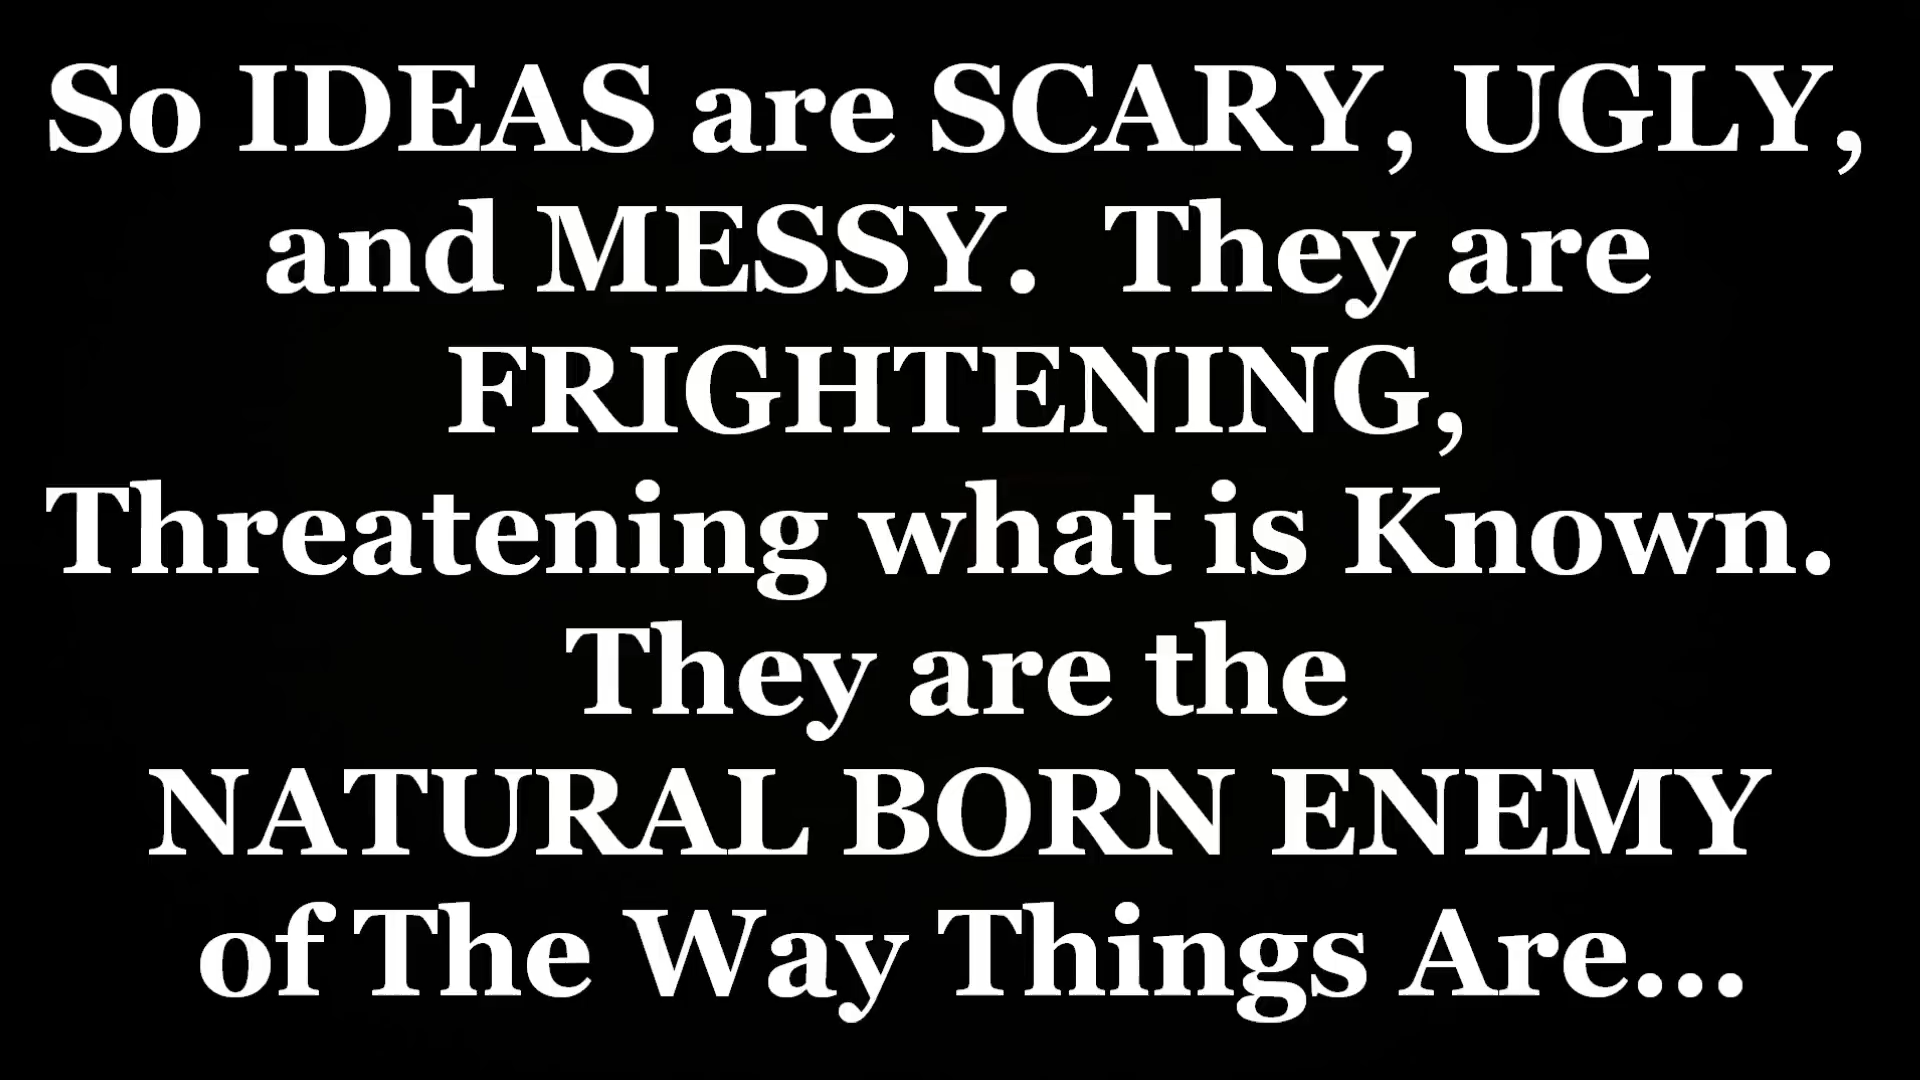 So IDEAS are SCARY, UGLY,
and MESSY.  They are
FRIGHTENING,
Threatening what is Known.
They are the
NATURAL BORN ENEMY
of The Way Things Are...